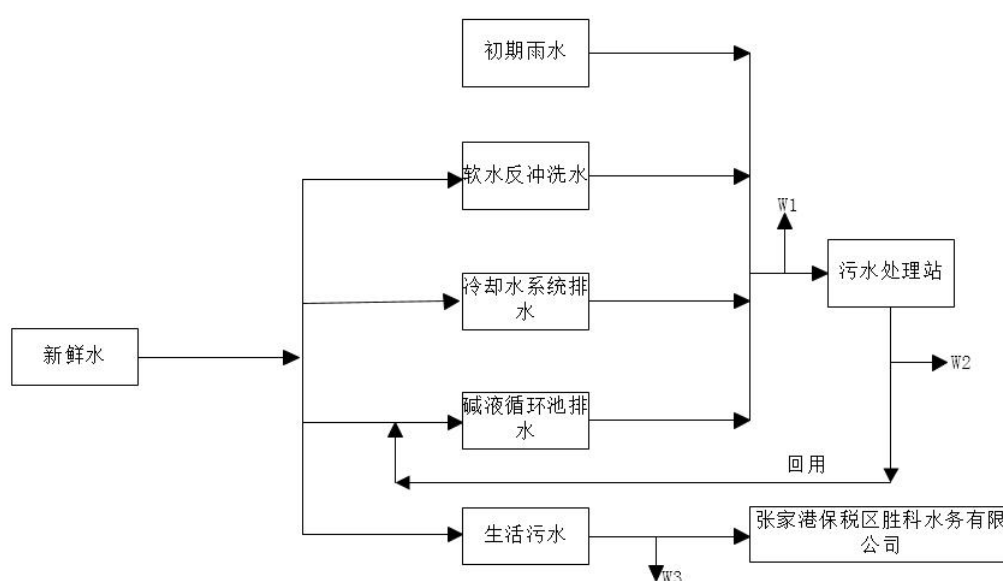 初期雨水
软水反冲洗水
W1
污水处理站
冷却水系统排
水
新鲜水
W2
碱液循环池排
水
回用
生活污水
张家港保税区胜科水务有限
公司
W3